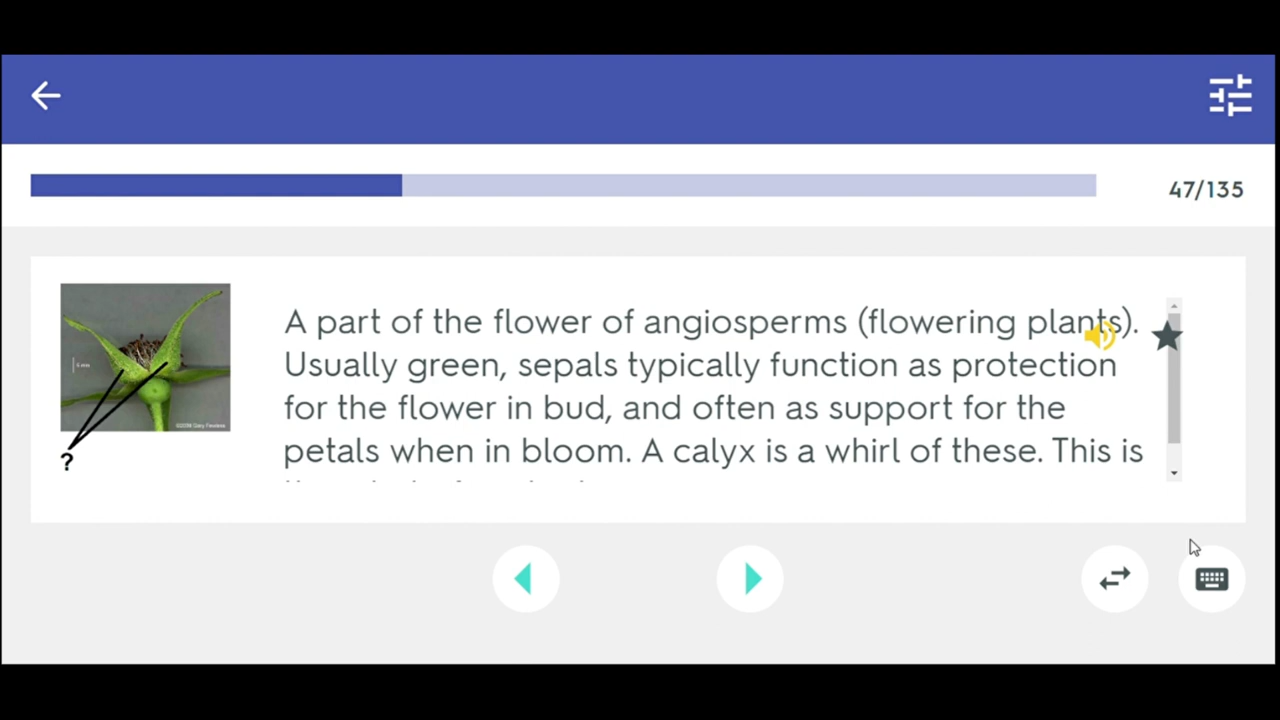 47/135
A part of the flower of angiosperms (flowering plants).
Usually green, sepals typically function as protection
for the flower in bud, and often as support for the
petals when in bloom. A calyx is a whirl of these. This is
?